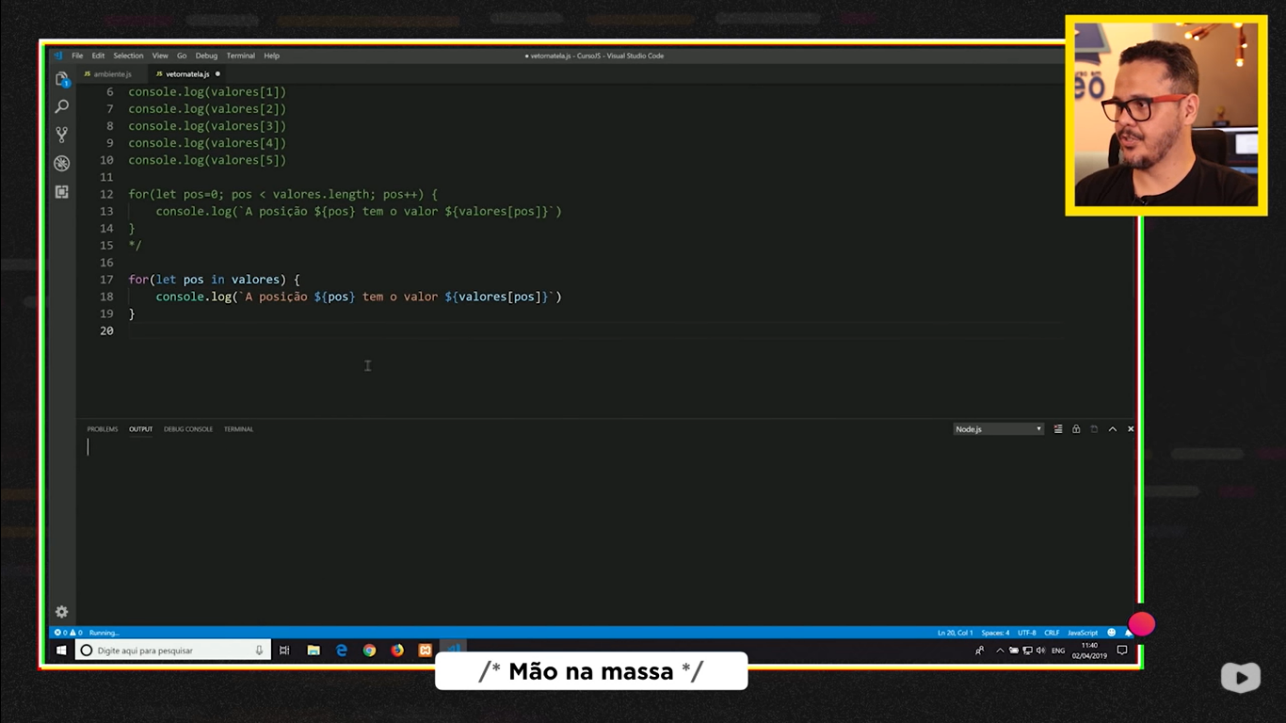 File Edit Selection View Go Debug Terminal Help
● vetornatela.js - CursoJS - Visual Studio Code
JS ambiente.js JS vetornatela.js ●
6 console.log(valores[1])
7 console.log(valores[2])
8 console.log(valores[3])
9 console.log(valores[4])
10 console.log(valores[5])
11
12 for(let pos=0; pos < valores.length; pos++) {
13 console.log(`A posição ${pos} tem o valor ${valores[pos]}`)
14 }
15 */
16
17 for(let pos in valores) {
18 console.log(`A posição ${pos} tem o valor ${valores[pos]}`)
19 }
20
PROBLEMS OUTPUT DEBUG CONSOLE TERMINAL
Node.js
0 0 Running...
Ln 20, Col 1 Spaces: 4 UTF-8 CRLF JavaScript
Digite aqui para pesquisar
ENG
11:40
02/04/2019
/* Mão na massa */